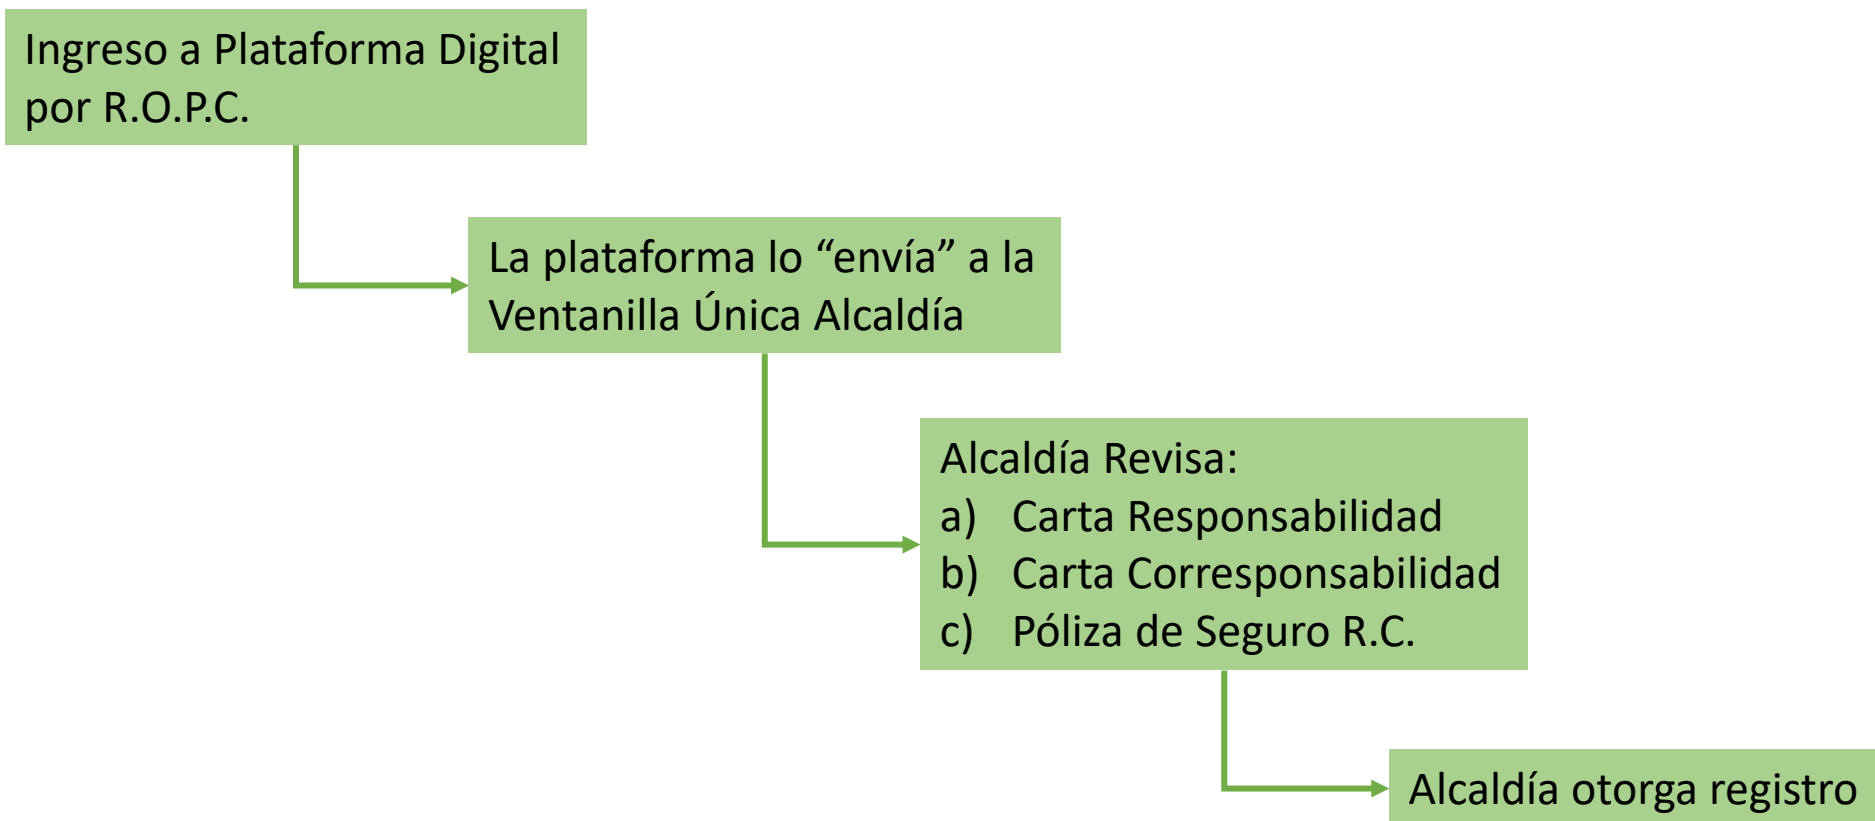 Ingreso a Plataforma Digital
por R.O.P.C.
La plataforma lo “envía” a la
Ventanilla Única Alcaldía
Alcaldía Revisa:
a) Carta Responsabilidad
b) Carta Corresponsabilidad
c) Póliza de Seguro R.C.
Alcaldía otorga registro